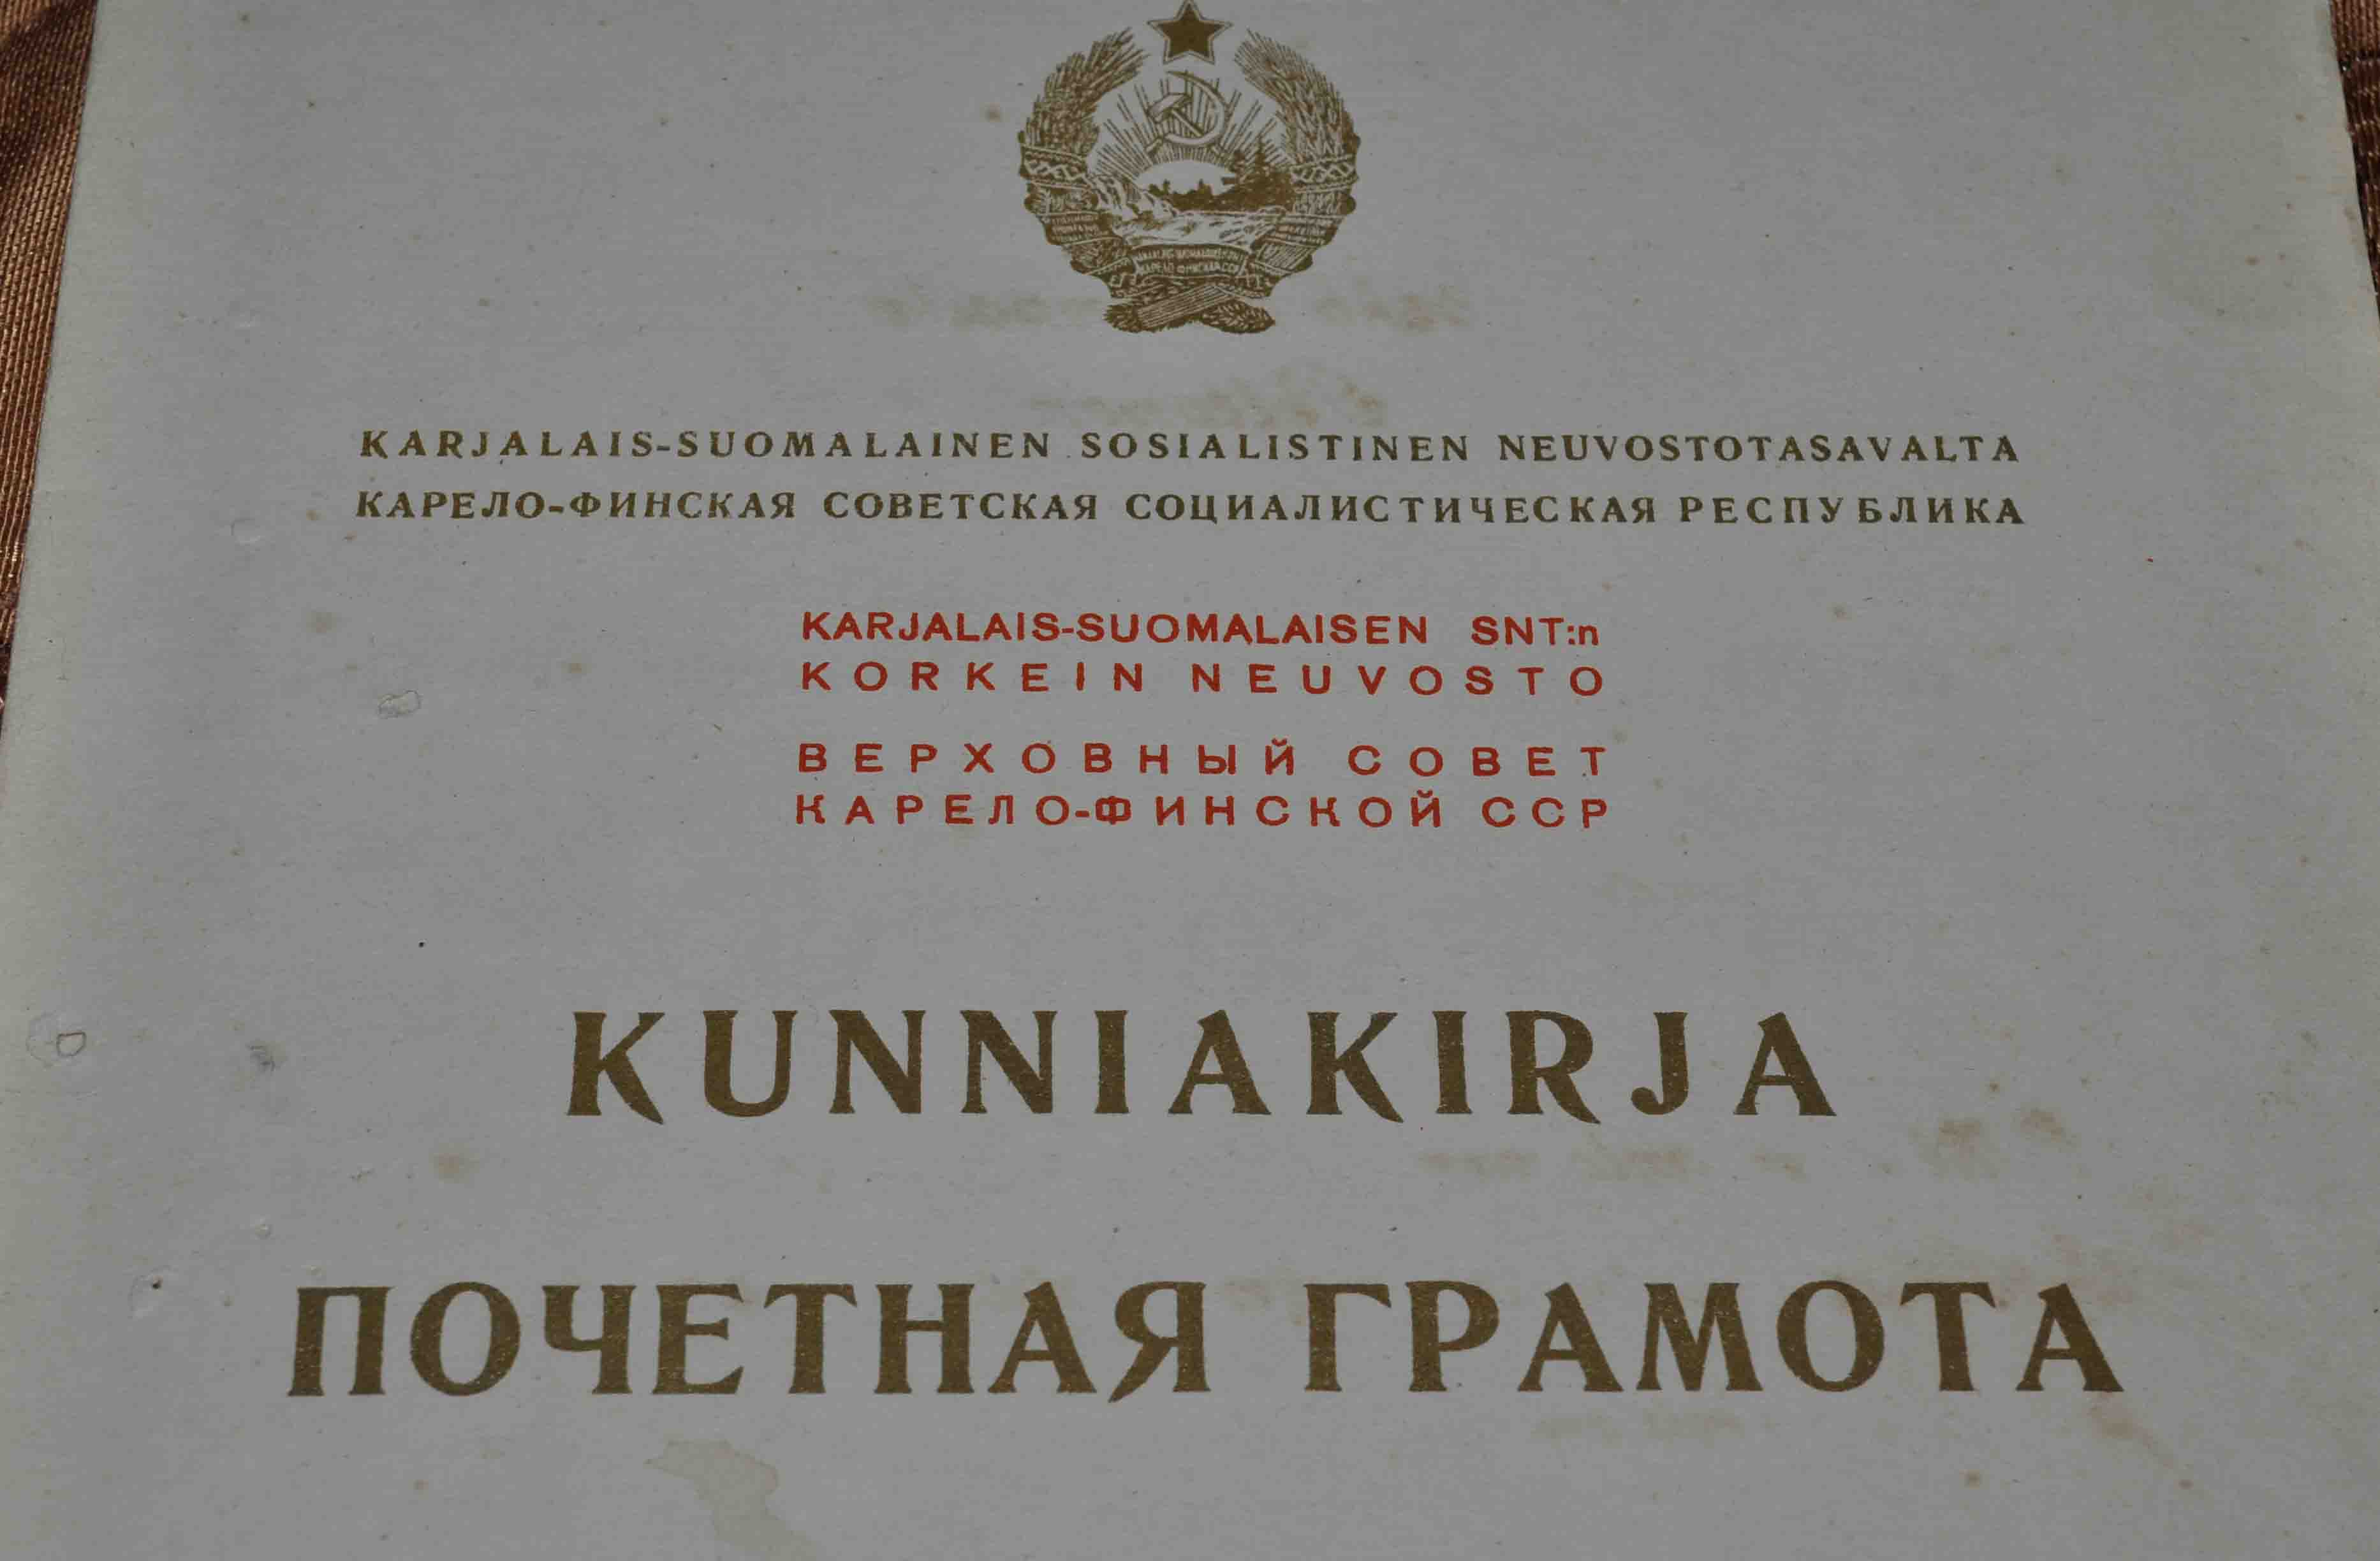 KARJALAIS-SUOMALAINEN SOSIALISTINEN NEUVOSTOTASAVALTA
КАРЕЛО-ФИНСКАЯ СОВЕТСКАЯ СОЦИАЛИСТИЧЕСКАЯ РЕСПУБЛИКА
KARJALAIS-SUOMALAISEN SNT:n
KORKEIN NEUVOSTO
ВЕРХОВНЫЙ СОВЕТ
КАРЕЛО-ФИНСКОЙ ССР
KUNNIAKIRJA
ПОЧЕТНАЯ ГРАМОТА